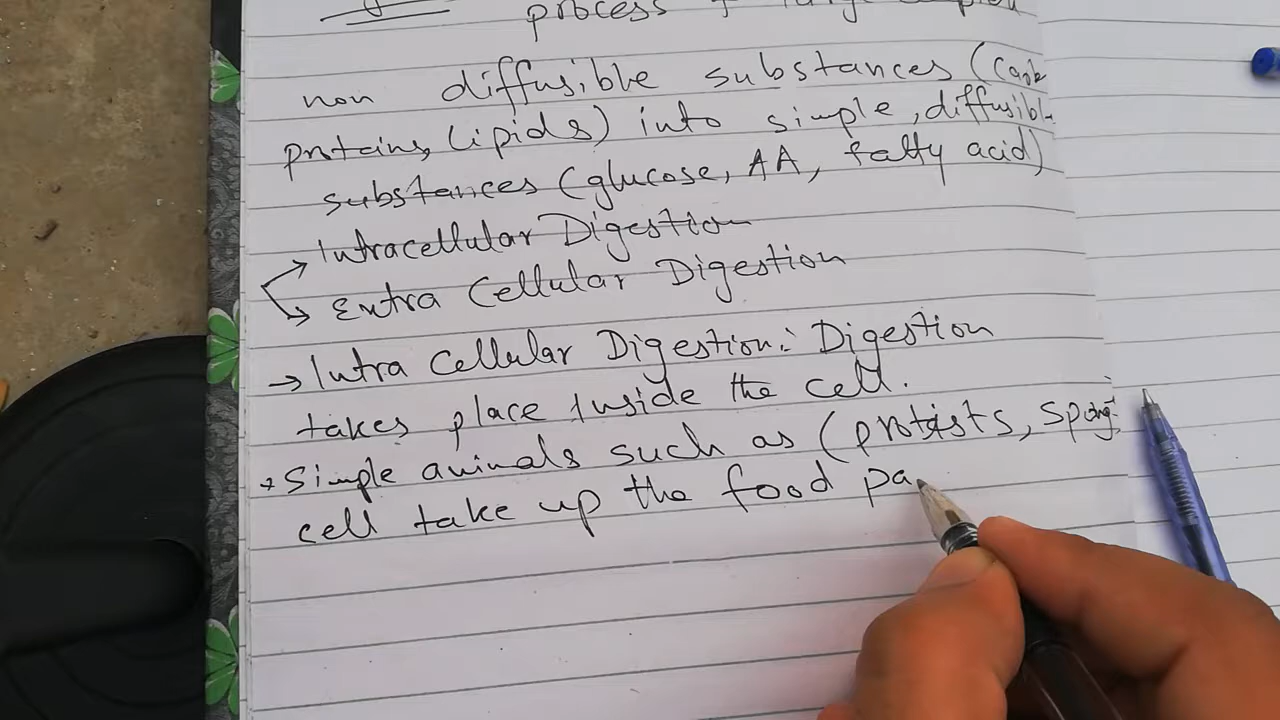 process of large
non diffusible substances (Carb
proteins, Lipids) into simple, diffusible
substances (glucose, AA, fatty acid)
Intracellular Digestion
Extra Cellular Digestion
→ Intra Cellular Digestion: Digestion
takes place inside the cell.
Simple animals such as (protists, Spong
cell take up the food pa